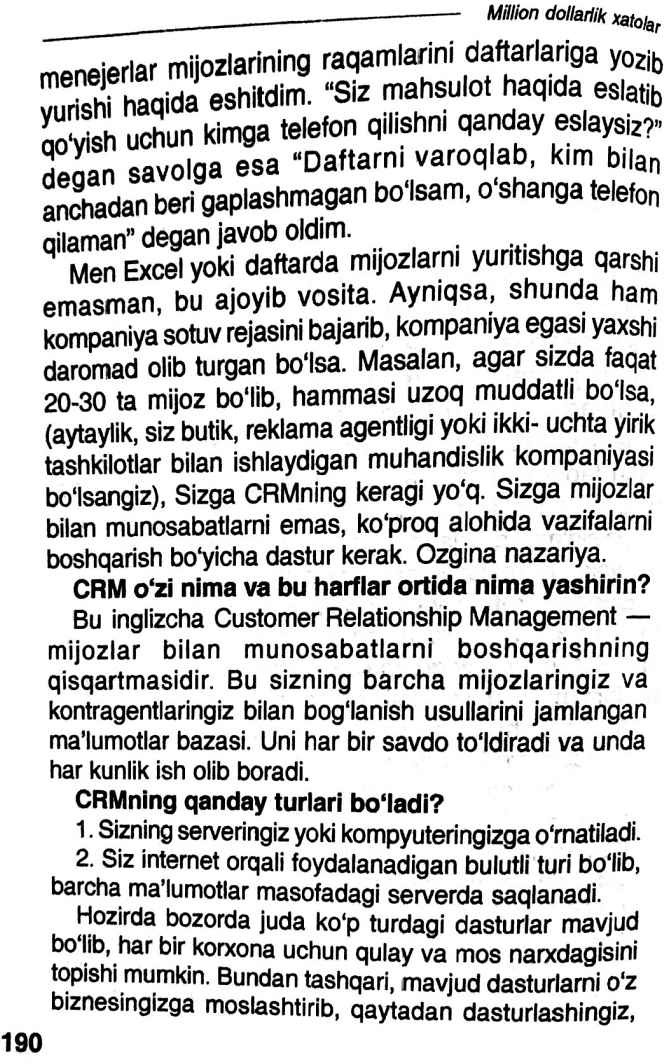 Million dollarlik xatolar
menejerlar mijozlarining raqamlarini daftarlariga yozib
yurishi haqida eshitdim. “Siz mahsulot haqida eslatib
qo‘yish uchun kimga telefon qilishni qanday eslaysiz?”
degan savolga esa “Daftarni varoqlab, kim bilan
anchadan beri gaplashmagan bo‘lsam, o‘shanga telefon
qilaman” degan javob oldim.
Men Excel yoki daftarda mijozlarni yuritishga qarshi
emasman, bu ajoyib vosita. Ayniqsa, shunda ham
kompaniya sotuv rejasini bajarib, kompaniya egasi yaxshi
daromad olib turgan bo‘lsa. Masalan, agar sizda faqat
20-30 ta mijoz bo‘lib, hammasi uzoq muddatli bo‘lsa,
(aytaylik, siz butik, reklama agentligi yoki ikki- uchta yirik
tashkilotlar bilan ishlaydigan muhandislik kompaniyasi
bo‘lsangiz), Sizga CRMning keragi yo‘q. Sizga mijozlar
bilan munosabatlarni emas, ko‘proq alohida vazifalarni
boshqarish bo‘yicha dastur kerak. Ozgina nazariya.
CRM o‘zi nima va bu harflar ortida nima yashirin?
Bu inglizcha Customer Relationship Management —
mijozlar bilan munosabatlarni boshqarishning
qisqartmasidir. Bu sizning barcha mijozlaringiz va
kontragentlaringiz bilan bog‘lanish usullarini jamlangan
ma’lumotlar bazasi. Uni har bir savdo to‘ldiradi va unda
har kunlik ish olib boradi.
CRMning qanday turlari bo‘ladi?
1. Sizning serveringiz yoki kompyuteringizga o‘rnatiladi.
2. Siz internet orqali foydalanadigan bulutli turi bo‘lib,
barcha ma’lumotlar masofadagi serverda saqlanadi.
Hozirda bozorda juda ko‘p turdagi dasturlar mavjud
bo‘lib, har bir korxona uchun qulay va mos narxdagisini
topishi mumkin. Bundan tashqari, mavjud dasturlarni o‘z
biznesingizga moslashtirib, qaytadan dasturlashingiz,
190